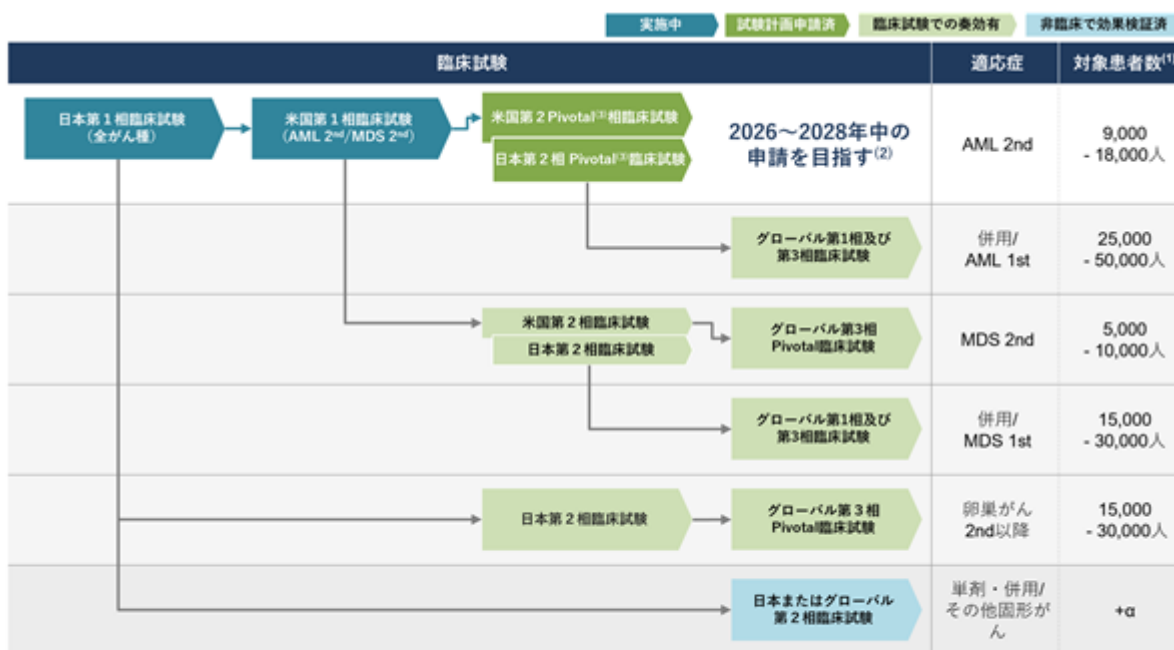 実施中
試験計画申請済
臨床試験での奏効有
非臨床で効果検証済
臨床試験
適応症
対象患者数(1)
日本第1相臨床試験
(全がん種)
米国第1相臨床試験
(AML 2nd/MDS 2nd)
米国第2 Pivotal(3)相臨床試験
日本第2相 Pivotal(3)臨床試験
2026～2028年中の
申請を目指す(2)
AML 2nd
9,000
- 18,000人
グローバル第1相及び
第3相臨床試験
併用/
AML 1st
25,000
- 50,000人
米国第2相臨床試験
日本第2相臨床試験
グローバル第3相
Pivotal臨床試験
MDS 2nd
5,000
- 10,000人
グローバル第1相及び
第3相臨床試験
併用/
MDS 1st
15,000
- 30,000人
日本第2相臨床試験
グローバル第3相
Pivotal臨床試験
卵巣がん
2nd以降
15,000
- 30,000人
日本またはグローバル
第2相臨床試験
単剤・併用/
その他固形が
ん
+α